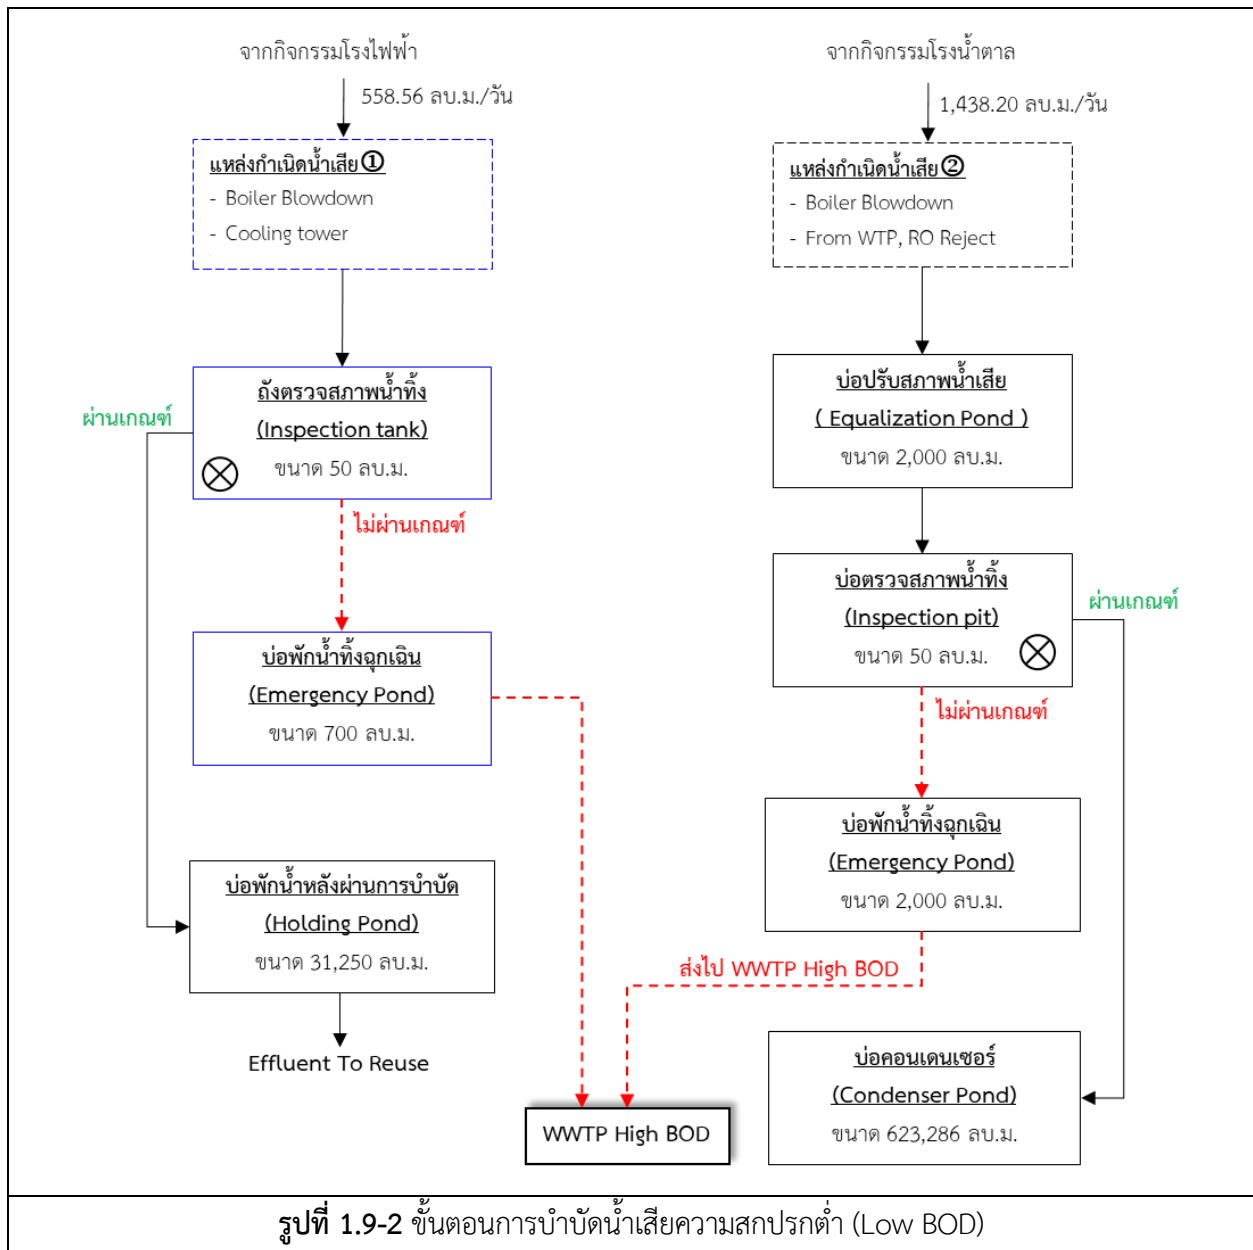 จากกิจกรรมโรงไฟฟ้า
558.56 ลบ.ม./วัน
แหล่งกำเนิดน้ำเสีย①
- Boiler Blowdown
- Cooling tower
ถังตรวจสภาพน้ำทิ้ง
(Inspection tank)
ขนาด 50 ลบ.ม.
ผ่านเกณฑ์
ไม่ผ่านเกณฑ์
บ่อพักน้ำทิ้งฉุกเฉิน
(Emergency Pond)
ขนาด 700 ลบ.ม.
บ่อพักน้ำหลังผ่านการบำบัด
(Holding Pond)
ขนาด 31,250 ลบ.ม.
Effluent To Reuse
จากกิจกรรมโรงน้ำตาล
1,438.20 ลบ.ม./วัน
แหล่งกำเนิดน้ำเสีย②
- Boiler Blowdown
- From WTP, RO Reject
บ่อปรับสภาพน้ำเสีย
( Equalization Pond )
ขนาด 2,000 ลบ.ม.
บ่อตรวจสภาพน้ำทิ้ง
(Inspection pit)
ขนาด 50 ลบ.ม.
ผ่านเกณฑ์
ไม่ผ่านเกณฑ์
บ่อพักน้ำทิ้งฉุกเฉิน
(Emergency Pond)
ขนาด 2,000 ลบ.ม.
ส่งไป WWTP High BOD
บ่อคอนเดนเซอร์
(Condenser Pond)
ขนาด 623,286 ลบ.ม.
WWTP High BOD
รูปที่ 1.9-2 ขั้นตอนการบำบัดน้ำเสียความสกปรกต่ำ (Low BOD)